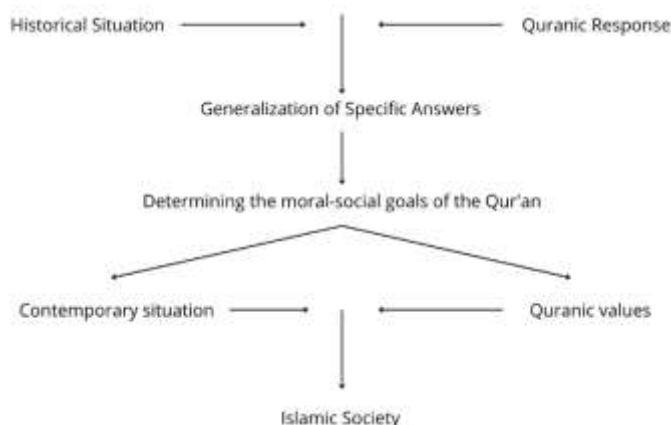 Historical Situation
Quranic Response
Generalization of Specific Answers
Determining the moral-social goals of the Qur'an
Contemporary situation
Quranic values
Islamic Society